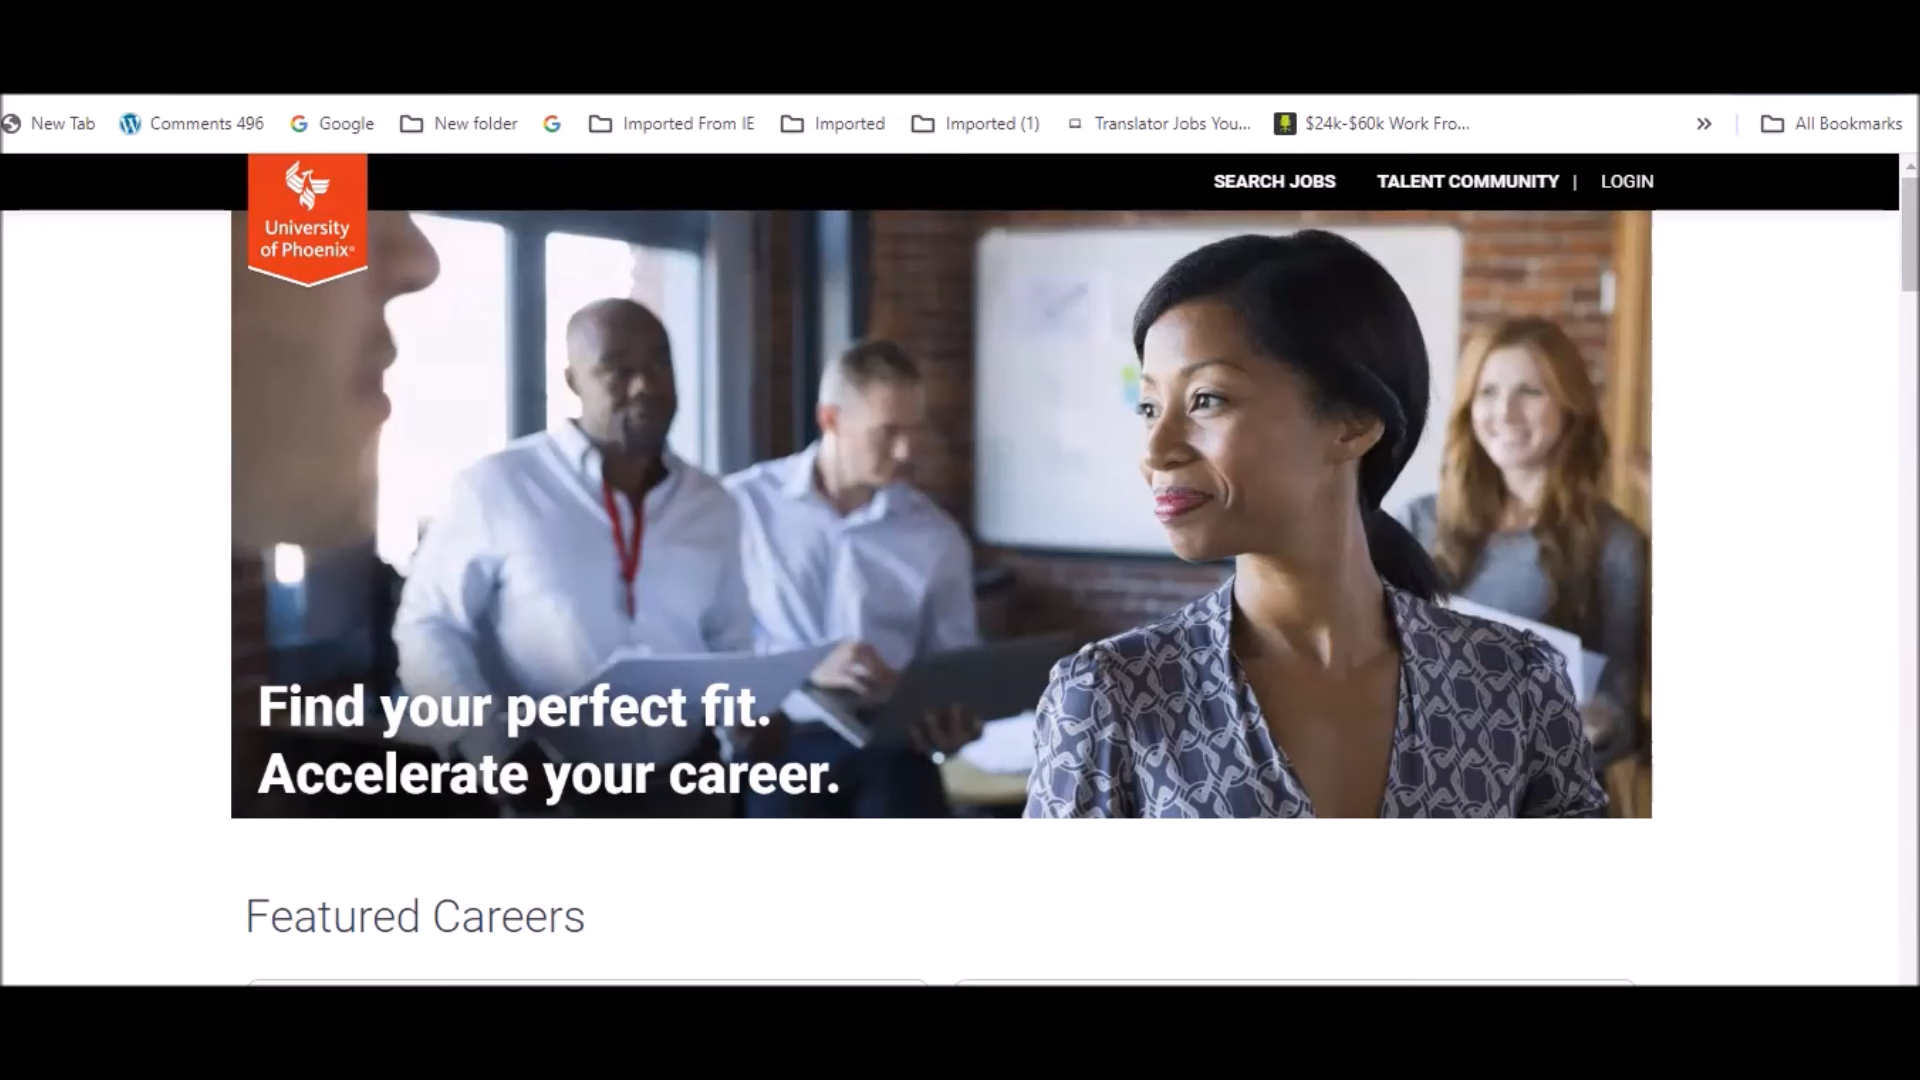 New Tab Comments 496 Google New folder Imported From IE Imported Imported (1) Translator Jobs You... $24k-$60k Work Fro... » All Bookmarks
SEARCH JOBS TALENT COMMUNITY | LOGIN
University
of Phoenix®
Find your perfect fit.
Accelerate your career.
Featured Careers